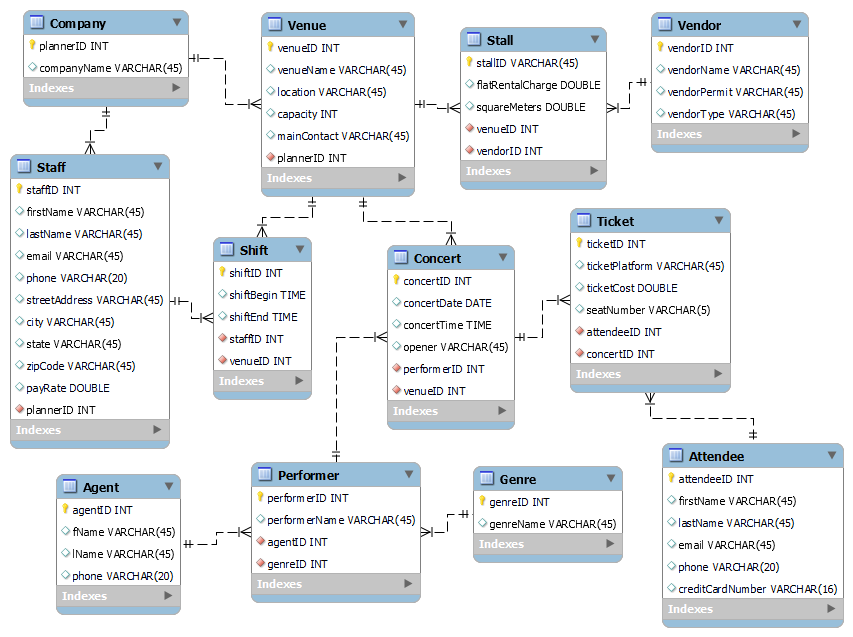 Company
plannerID INT
companyName VARCHAR(45)
Indexes
Venue
venueID INT
venueName VARCHAR(45)
location VARCHAR(45)
capacity INT
mainContact VARCHAR(45)
plannerID INT
Indexes
Stall
stallID VARCHAR(45)
flatRentalCharge DOUBLE
squareMeters DOUBLE
venueID INT
vendorID INT
Indexes
Vendor
vendorID INT
vendorName VARCHAR(45)
vendorPermit VARCHAR(45)
vendorType VARCHAR(45)
Indexes
Staff
staffID INT
firstName VARCHAR(45)
lastName VARCHAR(45)
email VARCHAR(45)
phone VARCHAR(20)
streetAddress VARCHAR(45)
city VARCHAR(45)
state VARCHAR(45)
zipCode VARCHAR(45)
payRate DOUBLE
plannerID INT
Indexes
Shift
shiftID INT
shiftBegin TIME
shiftEnd TIME
staffID INT
venueID INT
Indexes
Concert
concertID INT
concertDate DATE
concertTime TIME
opener VARCHAR(45)
performerID INT
venueID INT
Indexes
Ticket
ticketID INT
ticketPlatform VARCHAR(45)
ticketCost DOUBLE
seatNumber VARCHAR(5)
attendeeID INT
concertID INT
Indexes
Agent
agentID INT
fName VARCHAR(45)
lName VARCHAR(45)
phone VARCHAR(20)
Indexes
Performer
performerID INT
performerName VARCHAR(45)
agentID INT
genreID INT
Indexes
Genre
genreID INT
genreName VARCHAR(45)
Indexes
Attendee
attendeeID INT
firstName VARCHAR(45)
lastName VARCHAR(45)
email VARCHAR(45)
phone VARCHAR(20)
creditCardNumber VARCHAR(16)
Indexes